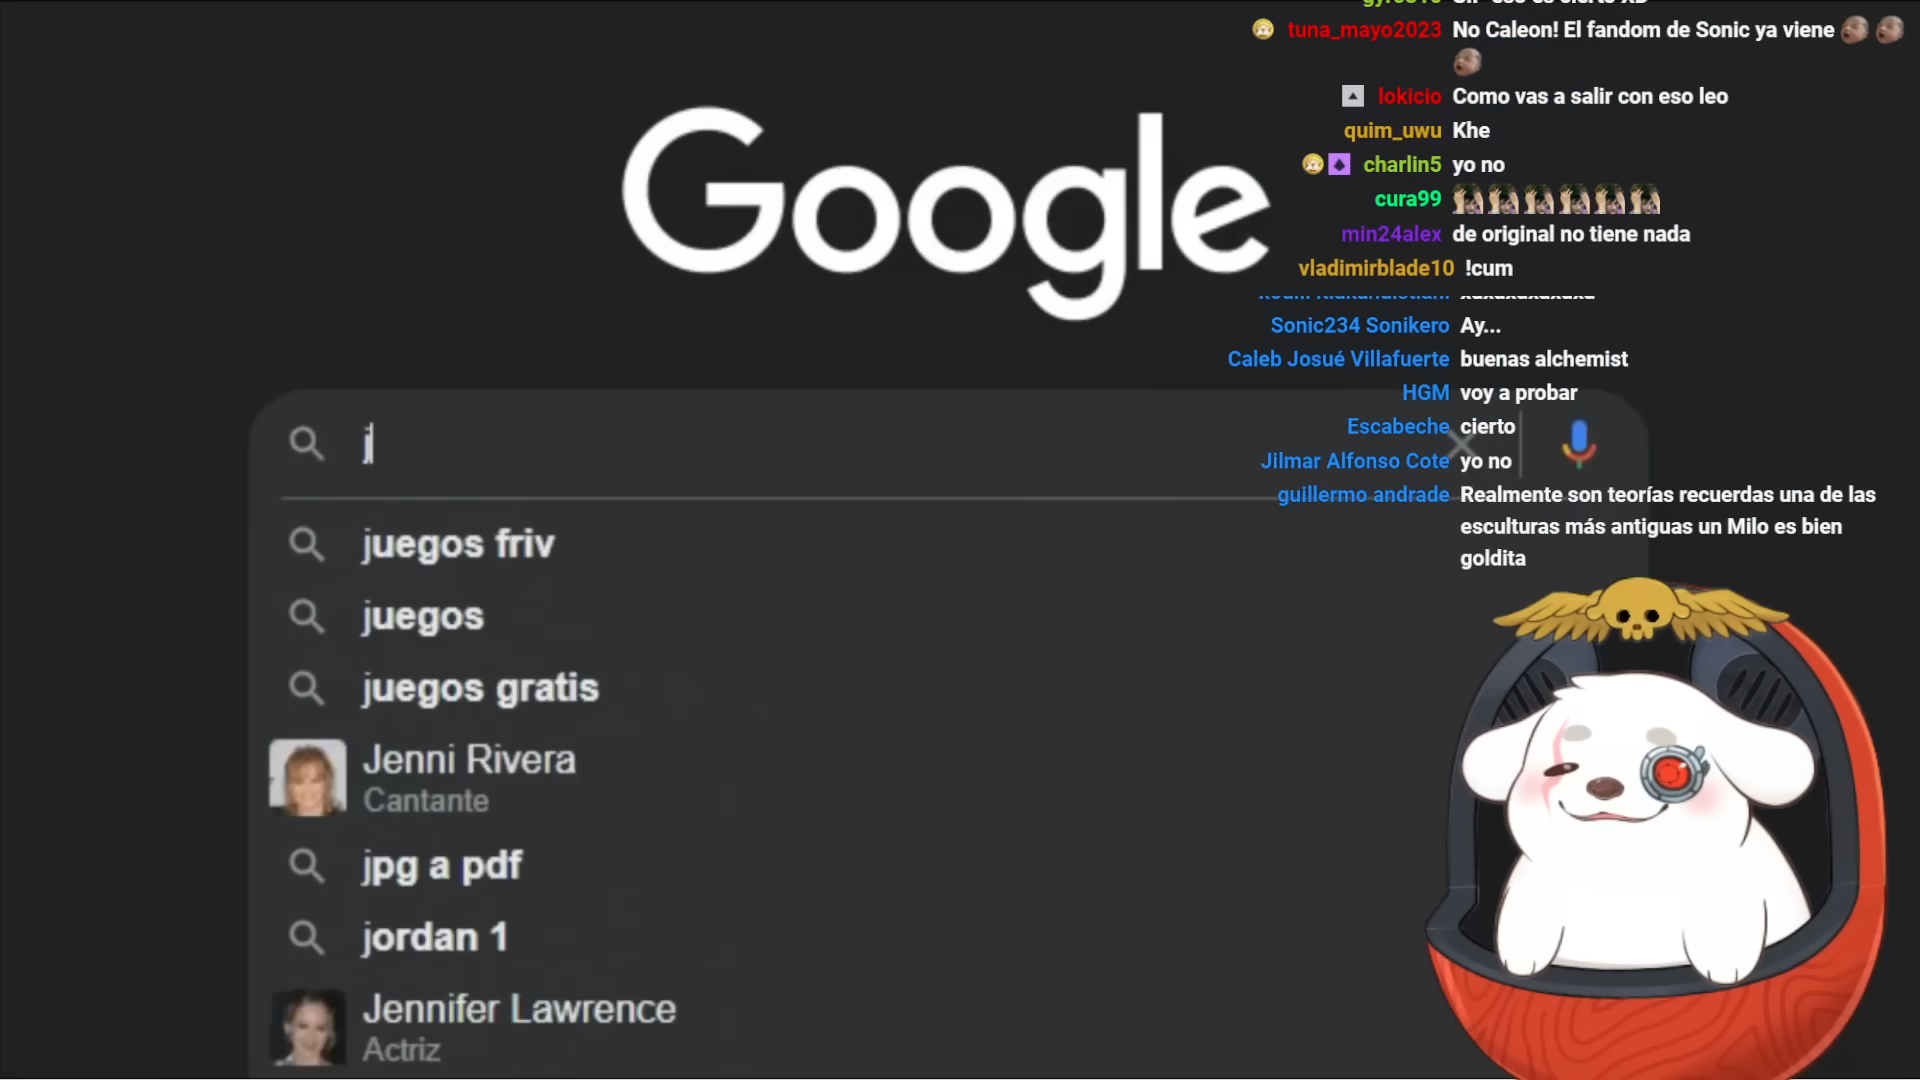 Google
j
juegos friv
juegos
juegos gratis
Jenni Rivera
Cantante
jpg a pdf
jordan 1
Jennifer Lawrence
Actriz
tuna_mayo2023 No Caleon! El fandom de Sonic ya viene
lokicio Como vas a salir con eso leo
quim_uwu Khe
charlin5 yo no
cura99
min24alex de original no tiene nada
vladimirblade10 !cum
Sonic234 Sonikero Ay...
Caleb Josué Villafuerte buenas alchemist
HGM voy a probar
Escabeche cierto
Jilmar Alfonso Cote yo no
guillermo andrade Realmente son teorías recuerdas una de las
esculturas más antiguas un Milo es bien
goldita